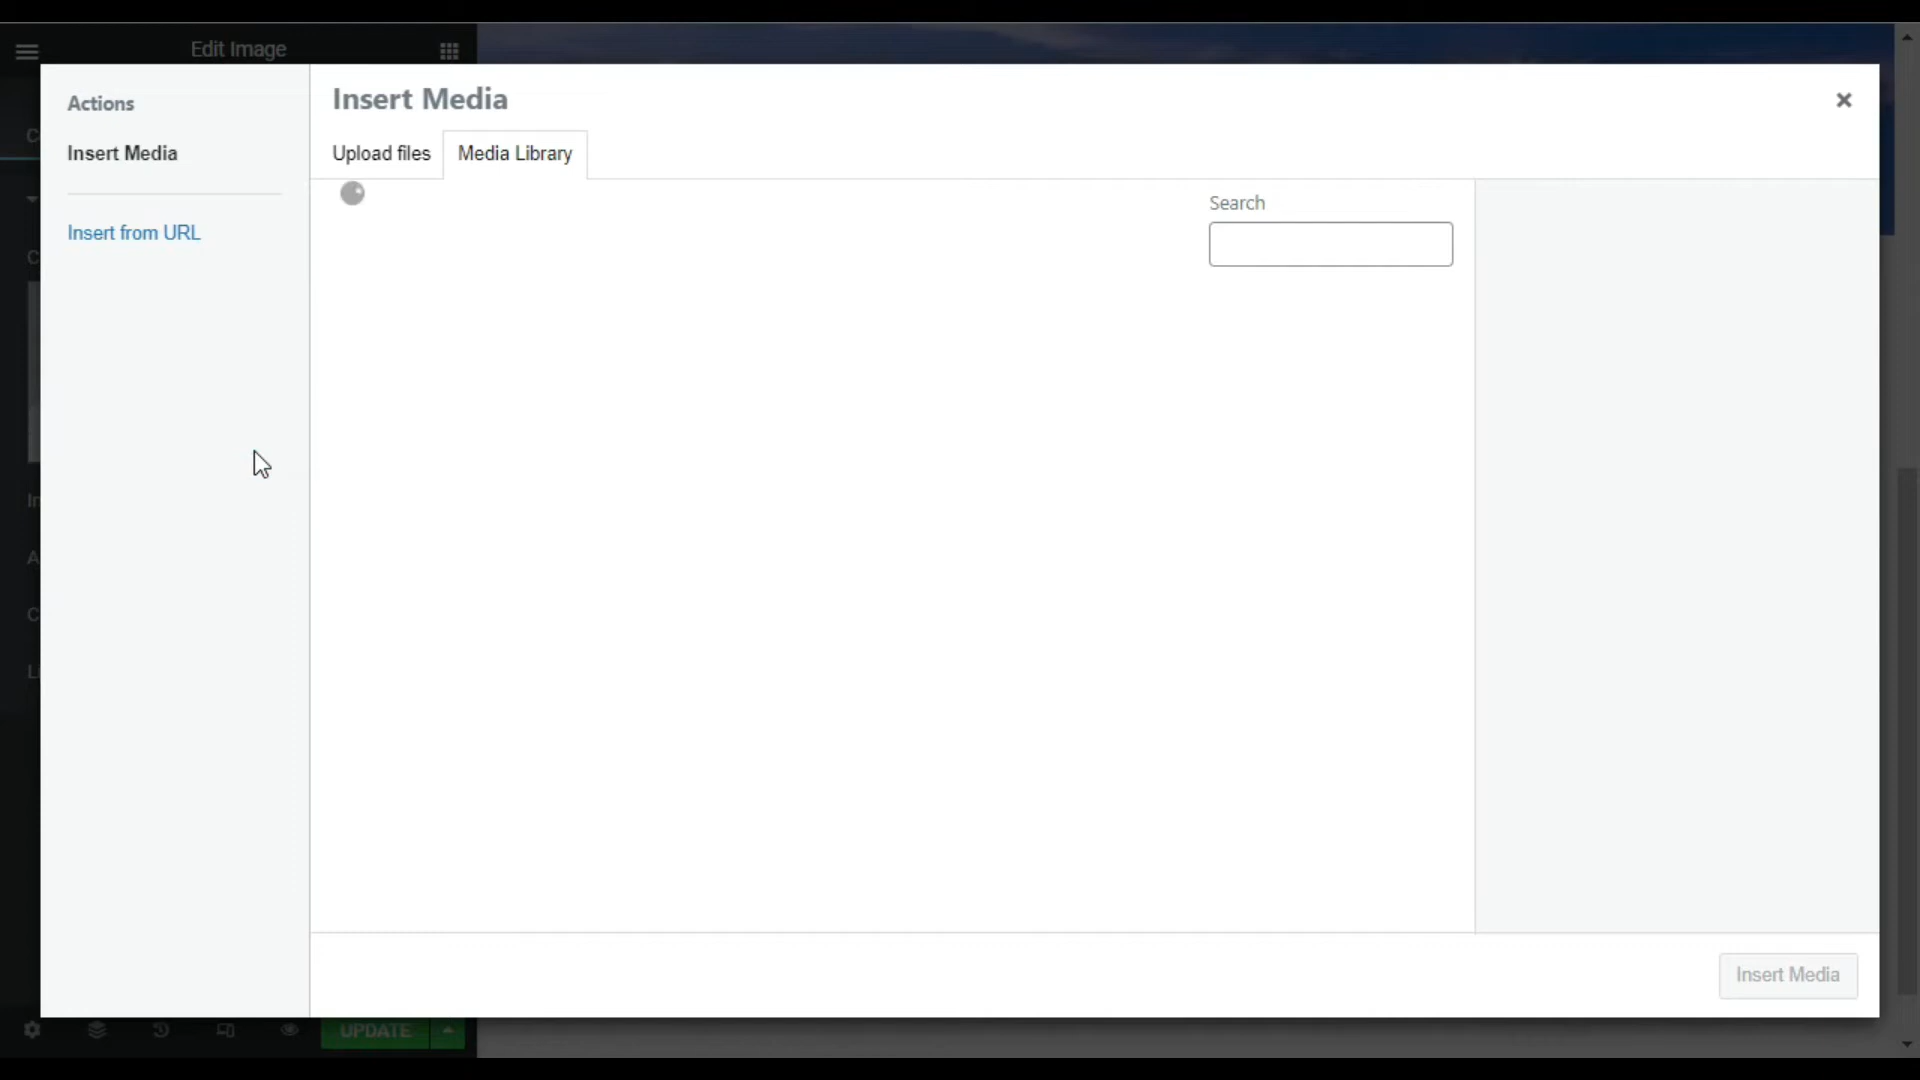 Edit Image
Actions
Insert Media
Insert from URL
Insert Media
Upload files
Media Library
Search
Insert Media
UPDATE